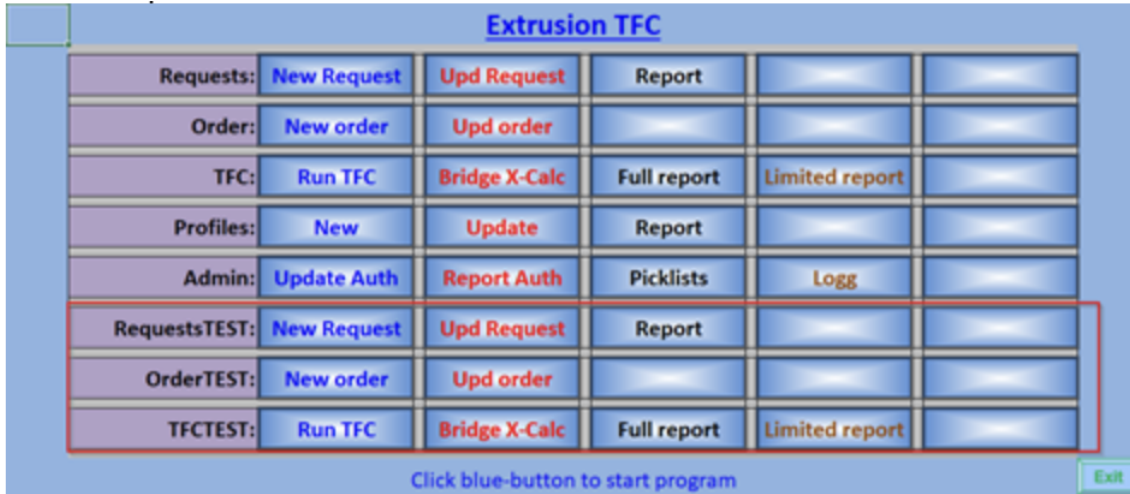 Extrusion TFC
Requests: New Request Upd Request Report
Order: New order Upd order
TFC: Run TFC Bridge X-Calc Full report Limited report
Profiles: New Update Report
Admin: Update Auth Report Auth Picklists Logg
RequestsTEST: New Request Upd Request Report
OrderTEST: New order Upd order
TFCTEST: Run TFC Bridge X-Calc Full report Limited report
Click blue-button to start program
Exit